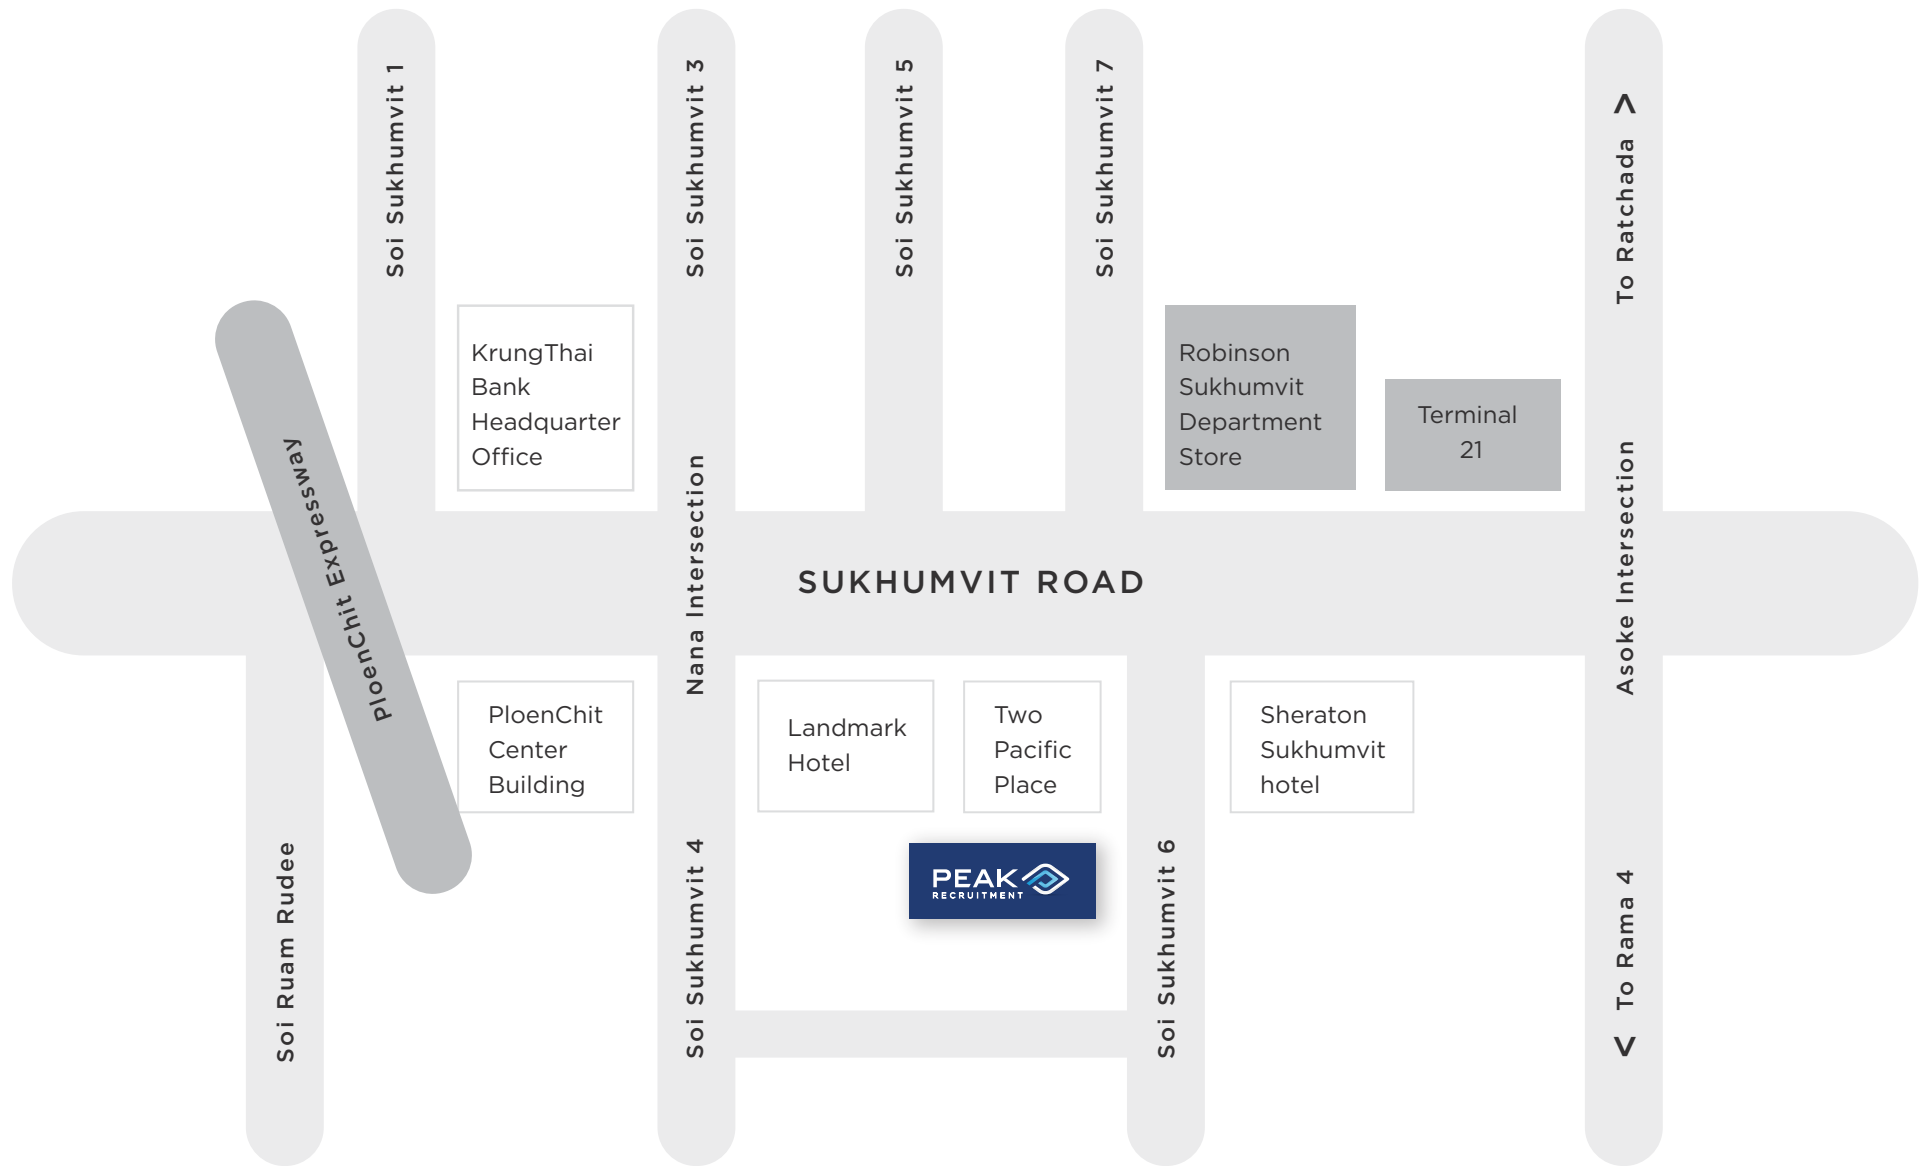 Soi Sukhumvit 1
Soi Sukhumvit 3
Soi Sukhumvit 5
Soi Sukhumvit 7
To Ratchada >
KrungThai
Bank
Headquarter
Office
Robinson
Sukhumvit
Department
Store
Terminal
21
PloenChit Expressway
Nana Intersection
SUKHUMVIT ROAD
Asoke Intersection
PloenChit
Center
Building
Landmark
Hotel
Two
Pacific
Place
Sheraton
Sukhumvit
hotel
PEAK
RECRUITMENT
Soi Ruam Rudee
Soi Sukhumvit 4
Soi Sukhumvit 6
< To Rama 4